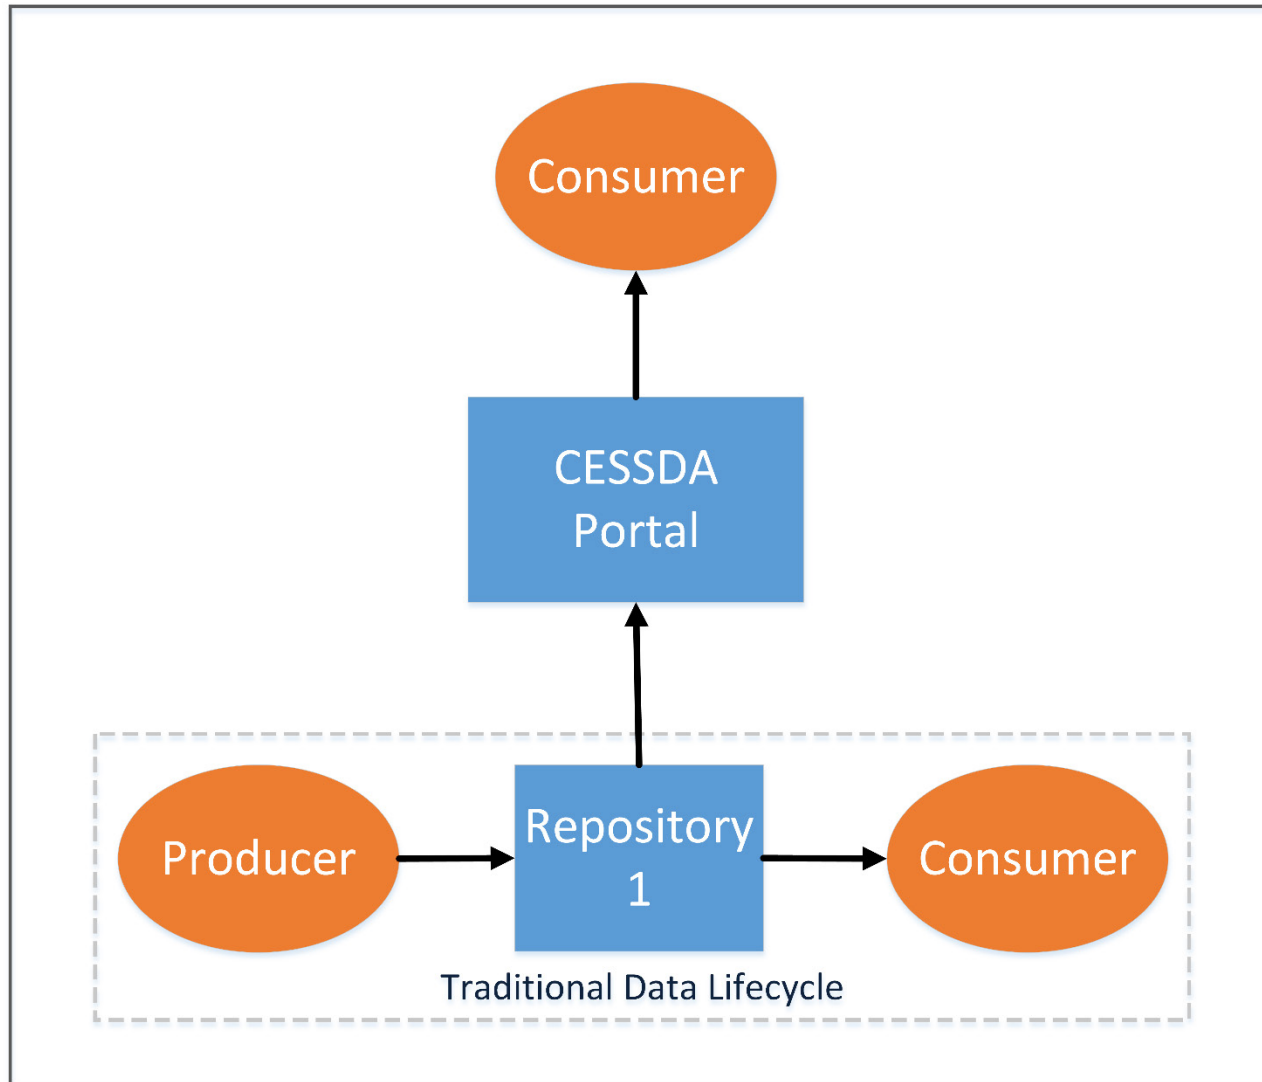 Consumer
CESSDA
Portal
Producer
Repository
1
Consumer
Traditional Data Lifecycle